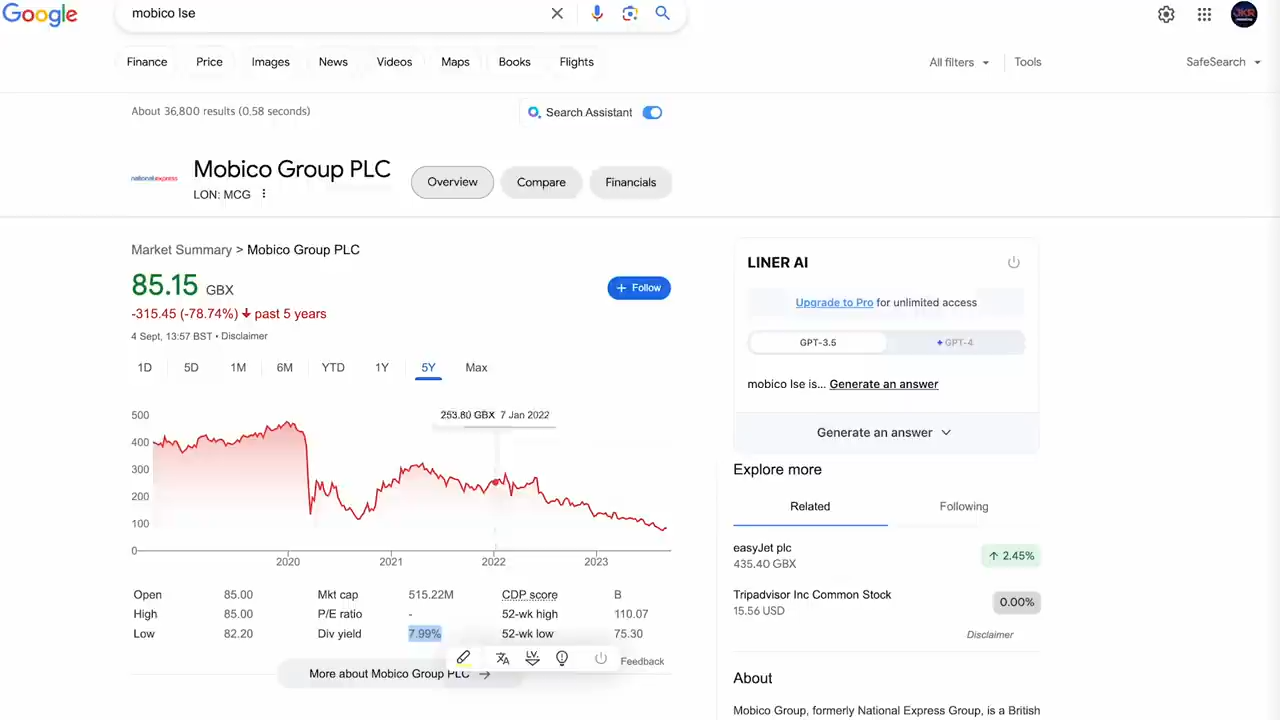 Google
mobico lse
Finance Price Images News Videos Maps Books Flights All filters Tools SafeSearch
About 36,800 results (0.58 seconds)
Search Assistant
nationalexpress
Mobico Group PLC
LON: MCG
Overview Compare Financials
Market Summary > Mobico Group PLC
85.15 GBX
+ Follow
-315.45 (-78.74%) ↓ past 5 years
4 Sept, 13:57 BST • Disclaimer
1D 5D 1M 6M YTD 1Y 5Y Max
253.80 GBX 7 Jan 2022
500
400
300
200
100
0
2020 2021 2022 2023
Open 85.00 Mkt cap 515.22M CDP score B
High 85.00 P/E ratio - 52-wk high 110.07
Low 82.20 Div yield 7.99% 52-wk low 75.30
Feedback
More about Mobico Group PLC →
LINER AI
Upgrade to Pro for unlimited access
GPT-3.5 GPT-4
mobico lse is... Generate an answer
Generate an answer
Explore more
Related Following
easyJet plc
435.40 GBX
↑ 2.45%
Tripadvisor Inc Common Stock
15.56 USD
0.00%
Disclaimer
About
Mobico Group, formerly National Express Group, is a British